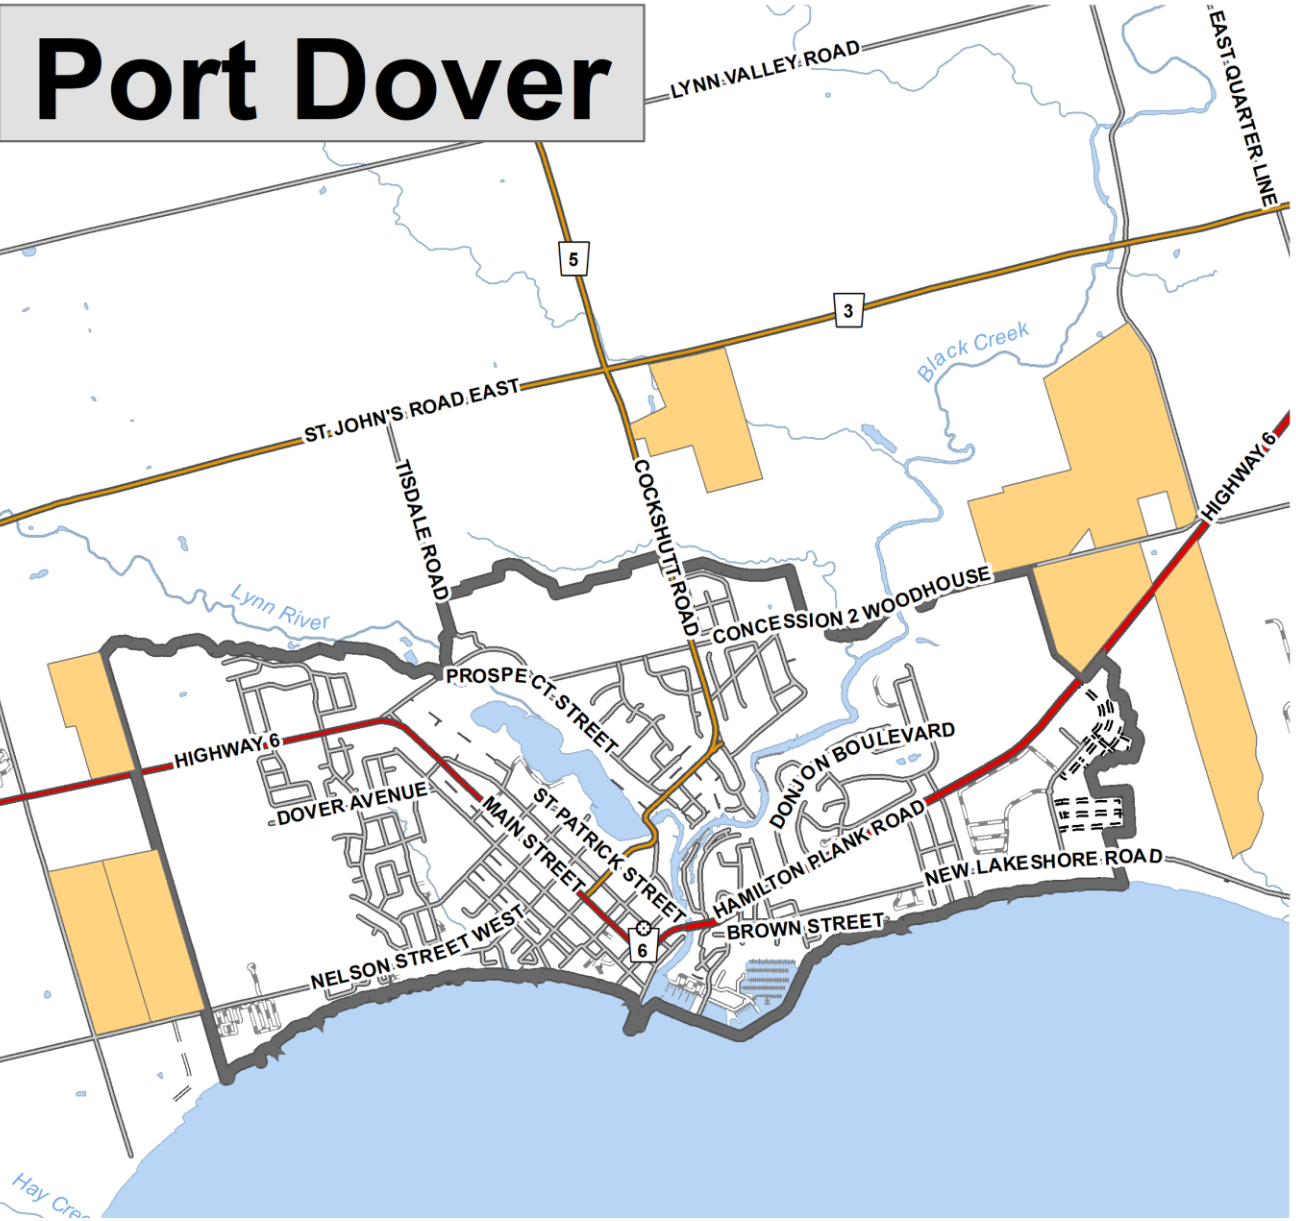 Port Dover
LYNN VALLEY ROAD
EAST QUARTER LINE
5
3
Black Creek
ST. JOHN'S ROAD EAST
TISDALE ROAD
COCKSHUTT ROAD
HIGHWAY 6
Lynn River
CONCESSION 2 WOODHOUSE
PROSPECT STREET
HIGHWAY 6
DONJON BOULEVARD
DOVER AVENUE
MAIN STREET
ST. PATRICK STREET
HAMILTON PLANK ROAD
NEW LAKESHORE ROAD
BROWN STREET
6
NELSON STREET WEST
Hay Cree